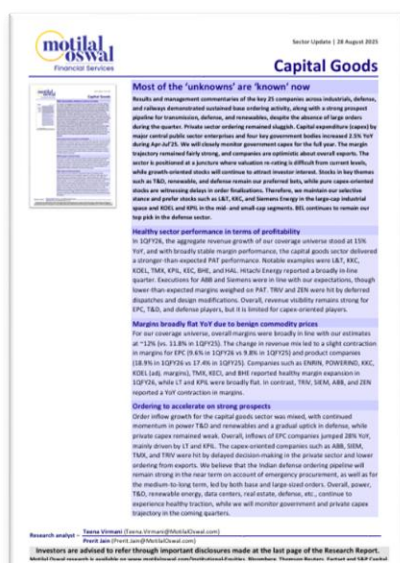 motilal
oswal
Financial Services
Sector Update | 28 August 2025
Capital Goods
Most of the ‘unknowns’ are ‘known’ now
Results and management commentaries of the key 25 companies across industrials, defense,
and railways demonstrated sustained base ordering activity, along with a strong prospect
pipeline for transmission, defense, and renewables, despite the absence of large orders
during the quarter. Private sector ordering remained sluggish. Capital expenditure (capex) by
major central public sector enterprises and four key government bodies increased 2.5% YoY
during Apr-Jul'25. We will closely monitor government capex for the full year. The margin
trajectory remained fairly strong, and companies are optimistic about overall exports. The
sector is positioned at a juncture where valuation re-rating is difficult from current levels,
while growth-oriented stocks will continue to attract investor interest. Stocks in key themes
such as T&D, renewable, and defense remain our preferred bets, while pure capex-oriented
stocks are witnessing delays in order finalizations. Therefore, we maintain our selective
stance and prefer stocks such as L&T, KKC, and Siemens Energy in the large-cap industrial
space and KOEL and KPIL in the mid- and small-cap segments. BEL continues to remain our
top pick in the defense sector.
Healthy sector performance in terms of profitability
In 1QFY26, the aggregate revenue growth of our coverage universe stood at 15%
YoY, and with broadly stable margin performance, the capital goods sector delivered
a stronger-than-expected PAT performance. Notable examples were L&T, KKC,
KOEL, TMX, KPIL, KEC, BHE, and HAL. Hitachi Energy reported a broadly in-line
quarter. Executions for ABB and Siemens were in line with our expectations, though
lower-than-expected margins weighed on PAT. TRIV and ZEN were hit by deferred
dispatches and design modifications. Overall, revenue visibility remains strong for
EPC, T&D, and defense players, but it is limited for capex-oriented players.
Margins broadly flat YoY due to benign commodity prices
For our coverage universe, overall margins were broadly in line with our estimates
at ~12% (vs. 11.8% in 1QFY25). The change in revenue mix led to a slight contraction
in margins for EPC (9.6% in 1QFY26 vs 9.8% in 1QFY25) and product companies
(18.9% in 1QFY26 vs 17.4% in 1QFY25). Companies such as ENRIN, POWERIND, KKC,
KOEL (adj. margins), TMX, KECI, and BHE reported healthy margin expansion in
1QFY26, while LT and KPIL were broadly flat. In contrast, TRIV, SIEM, ABB, and ZEN
reported a YoY contraction in margins.
Ordering to accelerate on strong prospects
Order inflow growth for the capital goods sector was mixed, with continued
momentum in power T&D and renewables and a gradual uptick in defense, while
private capex remained weak. Overall, inflows of EPC companies jumped 28% YoY,
mainly driven by LT and KPIL. The capex-oriented companies such as ABB, SIEM,
TMX, and TRIV were hit by delayed decision-making in the private sector and lower
ordering from exports. We believe that the Indian defense ordering pipeline will
remain strong in the near term on account of emergency procurement, as well as for
the medium-to-long term, led by both base and large-sized orders. Overall, power,
T&D, renewable energy, data centers, real estate, defense, etc., continue to
experience healthy traction, while we will monitor government and private capex
trajectory in the coming quarters.
Research analyst – Teena Virmani (Teena.Virmani@MotilalOswal.com)
Prerit Jain (Prerit.Jain@MotilalOswal.com)
Investors are advised to refer through important disclosures made at the last page of the Research Report.